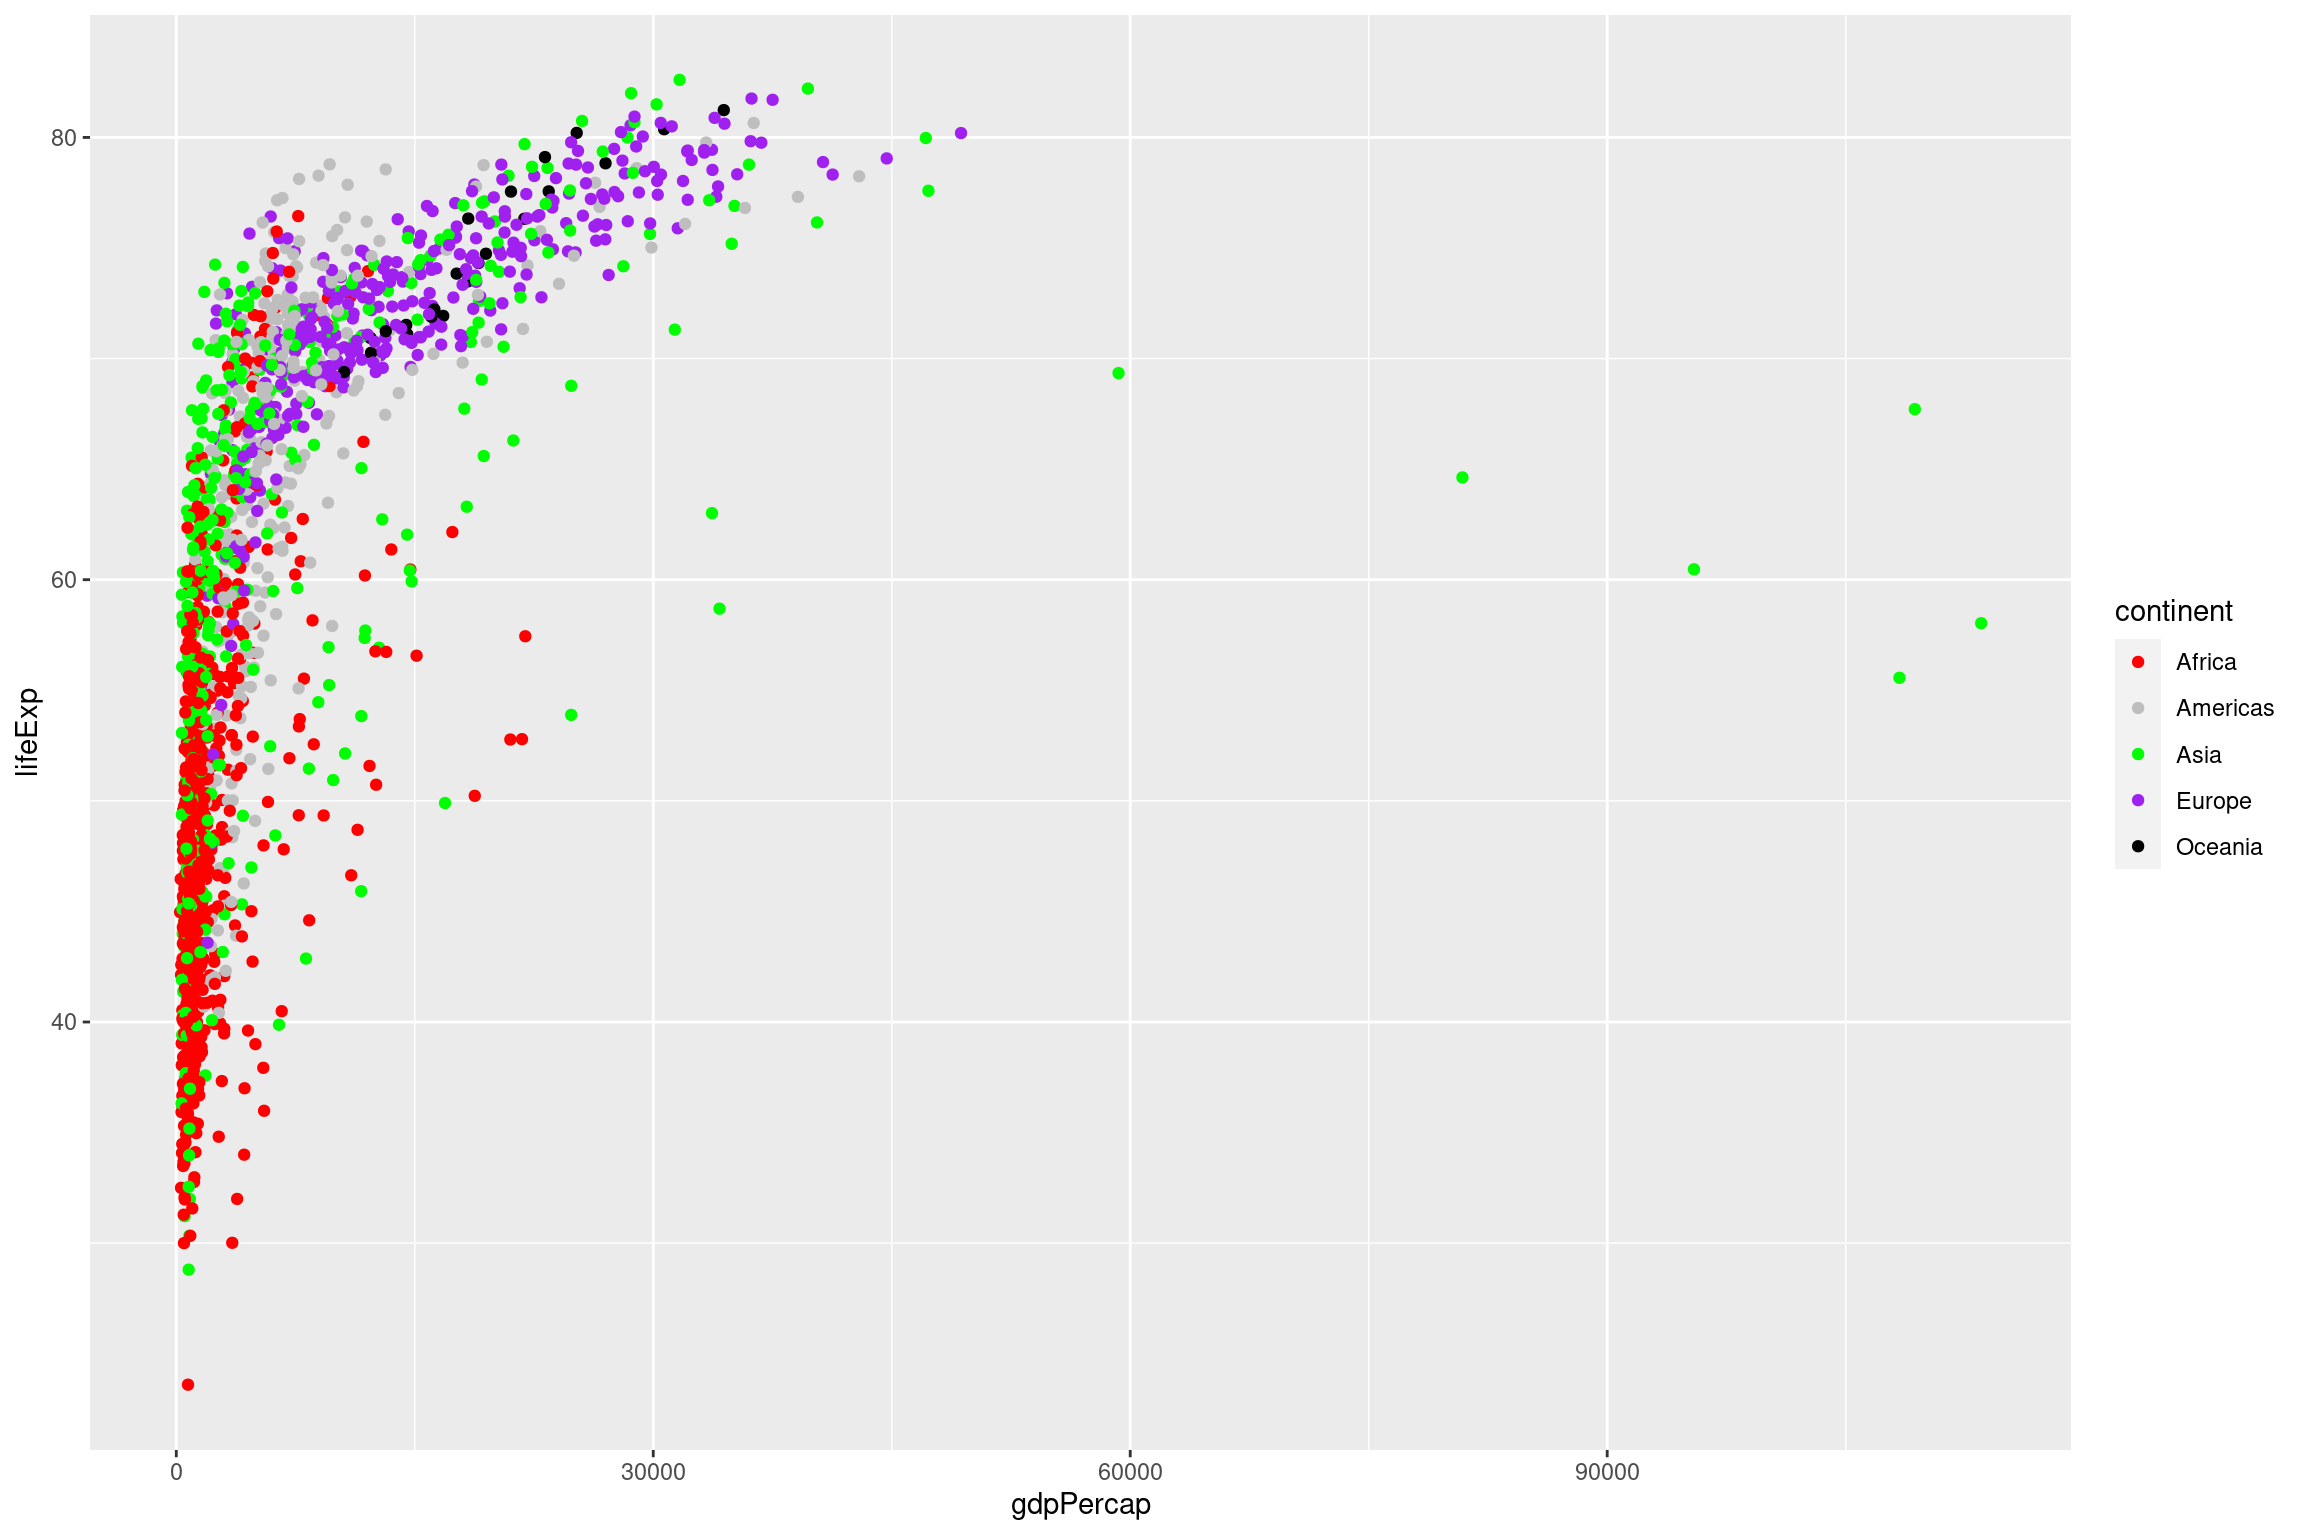 80
60
40
lifeExp
0 30000 60000 90000
gdpPercap
continent
Africa
Americas
Asia
Europe
Oceania